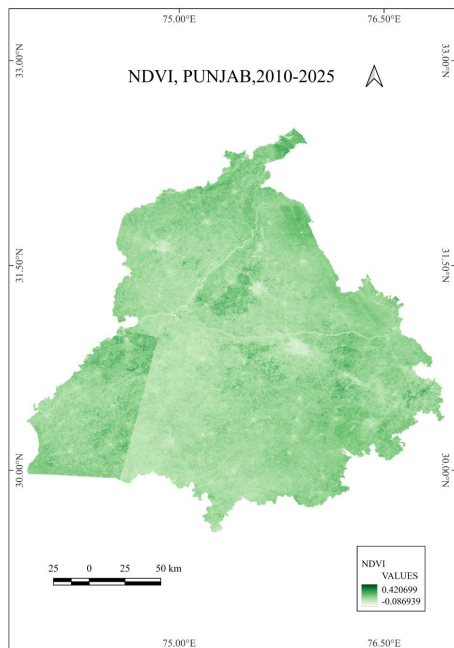 75.00°E 76.50°E
33.00°N 33.00°N
NDVI, PUNJAB,2010-2025
31.50°N 31.50°N
30.00°N 30.00°N
25 0 25 50 km
NDVI
VALUES
0.420699
-0.086939
75.00°E 76.50°E